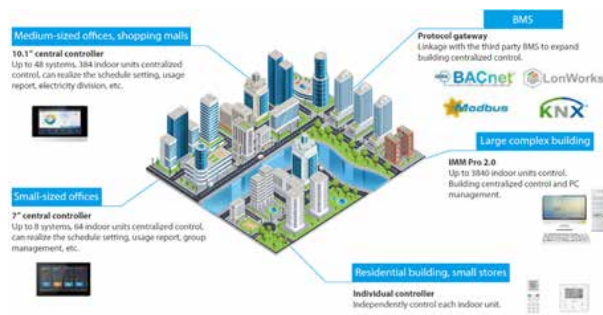 Medium-sized offices, shopping malls
10.1" central controller
Up to 48 systems, 384 indoor units centralized
control, can realize the schedule setting, usage
report, electricity division, etc.
BMS
Protocol gateway
Linkage with the third party BMS to expand
building centralized control.
BACnet
LonWorks
Modbus
KNX
Large complex building
IMM Pro 2.0
Up to 3840 indoor units control.
Building centralized control and PC
management.
Small-sized offices
7" central controller
Up to 8 systems, 64 indoor units centralized control,
can realize the schedule setting, usage report, group
management, etc.
Residential building, small stores
Individual controller
Independently control each indoor unit.